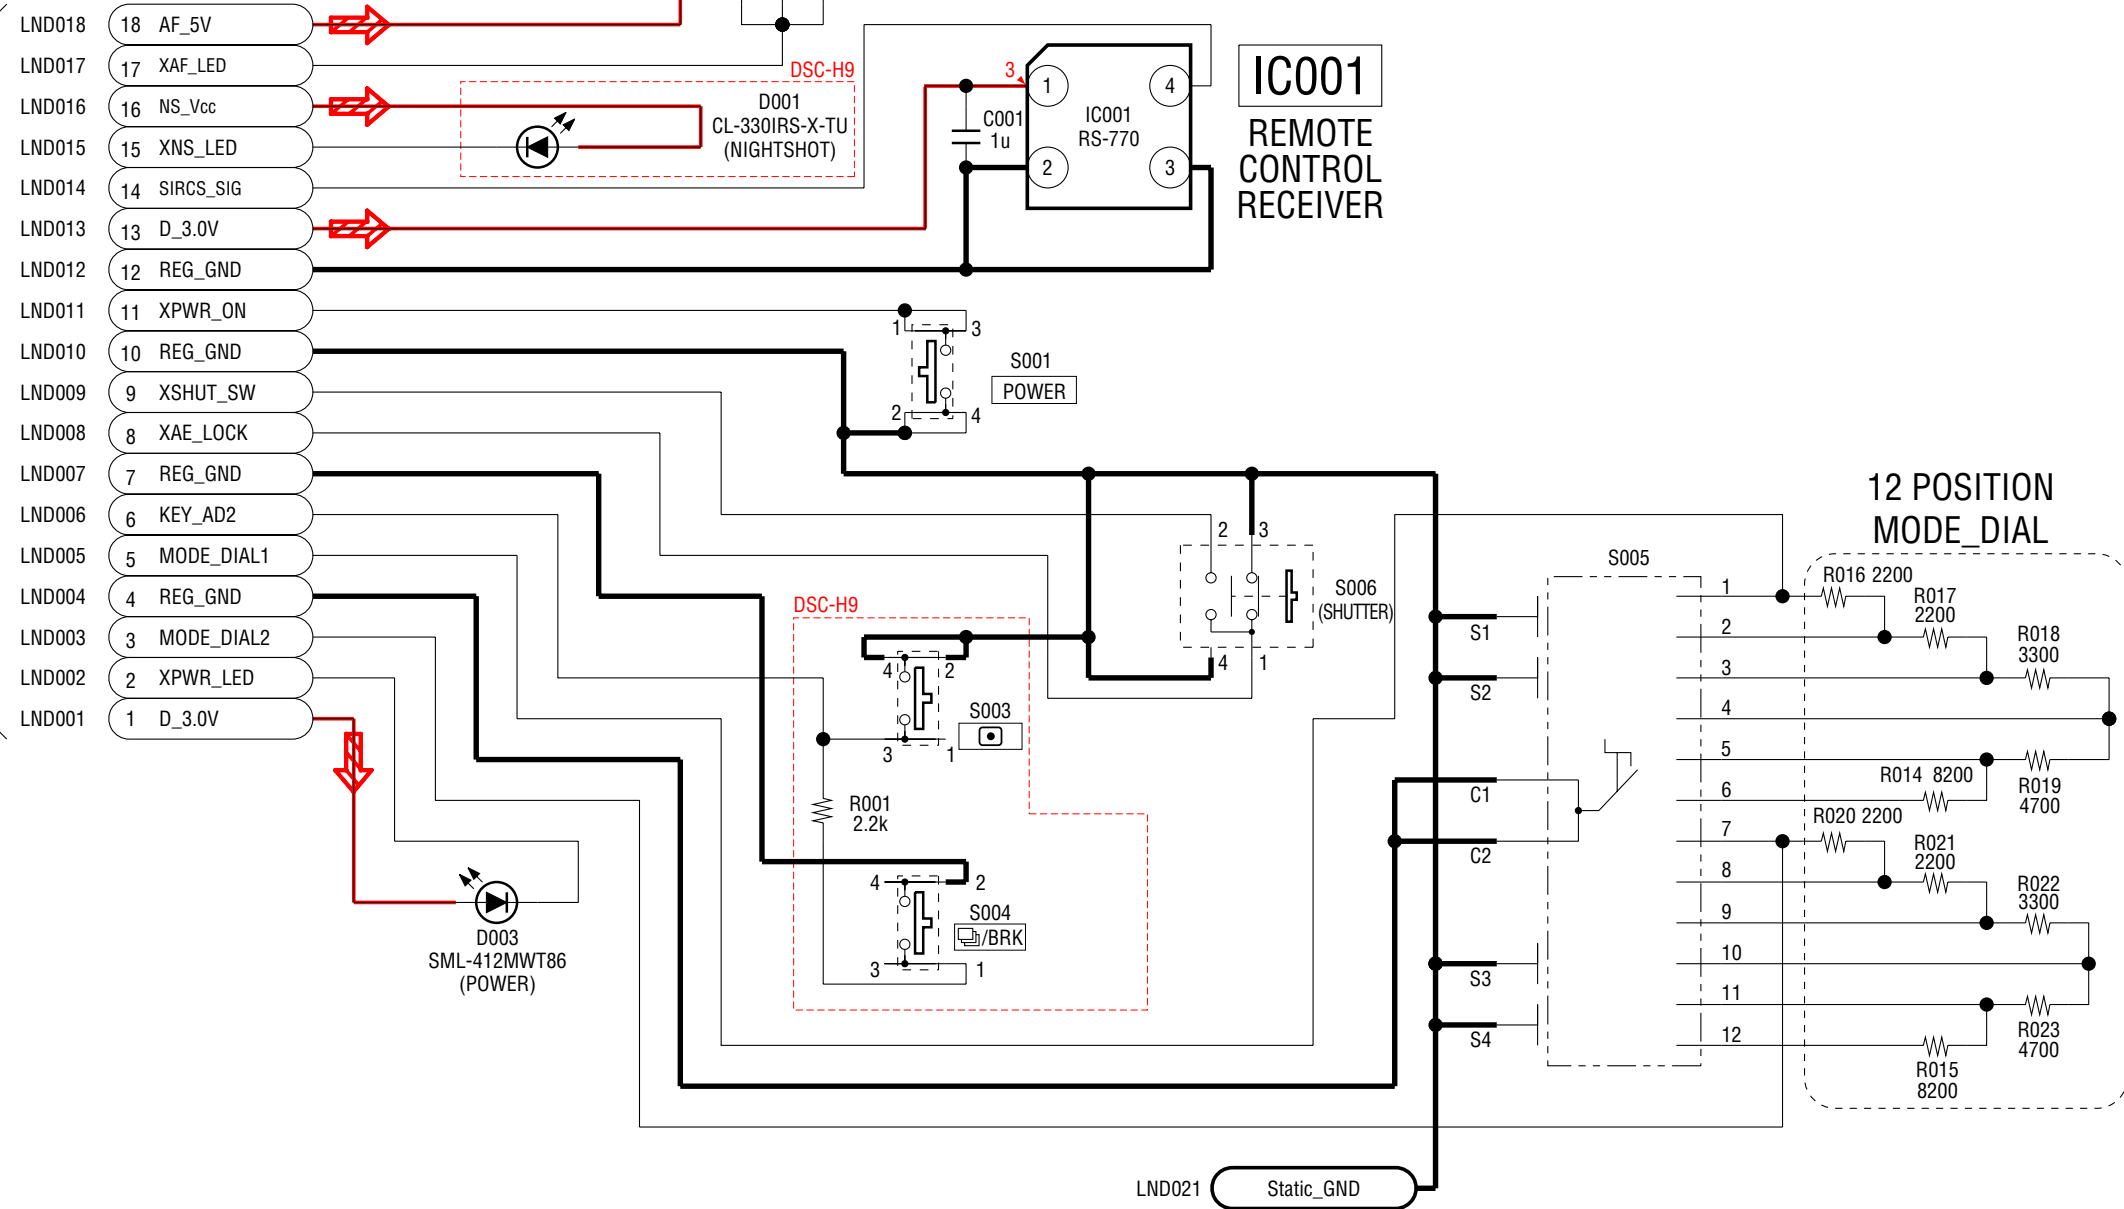 LND018 18 AF_5V
LND017 17 XAF_LED
LND016 16 NS_Vcc
LND015 15 XNS_LED
LND014 14 SIRCS_SIG
LND013 13 D_3.0V
LND012 12 REG_GND
LND011 11 XPWR_ON
LND010 10 REG_GND
LND009 9 XSHUT_SW
LND008 8 XAE_LOCK
LND007 7 REG_GND
LND006 6 KEY_AD2
LND005 5 MODE_DIAL1
LND004 4 REG_GND
LND003 3 MODE_DIAL2
LND002 2 XPWR_LED
LND001 1 D_3.0V
DSC-H9
D001
CL-330IRS-X-TU
(NIGHTSHOT)
C001
1u
3
1
4
IC001
RS-770
2
3
IC001
REMOTE
CONTROL
RECEIVER
1
3
S001
POWER
2
4
2
3
S006
(SHUTTER)
4
1
DSC-H9
4
2
S003
3
1
R001
2.2k
4
2
S004
/BRK
3
1
D003
SML-412MWT86
(POWER)
S1
S2
C1
C2
S3
S4
S005
1
2
3
4
5
6
7
8
9
10
11
12
12 POSITION
MODE_DIAL
R016 2200
R017
2200
R018
3300
R014 8200
R019
4700
R020 2200
R021
2200
R022
3300
R023
4700
R015
8200
LND021 Static_GND